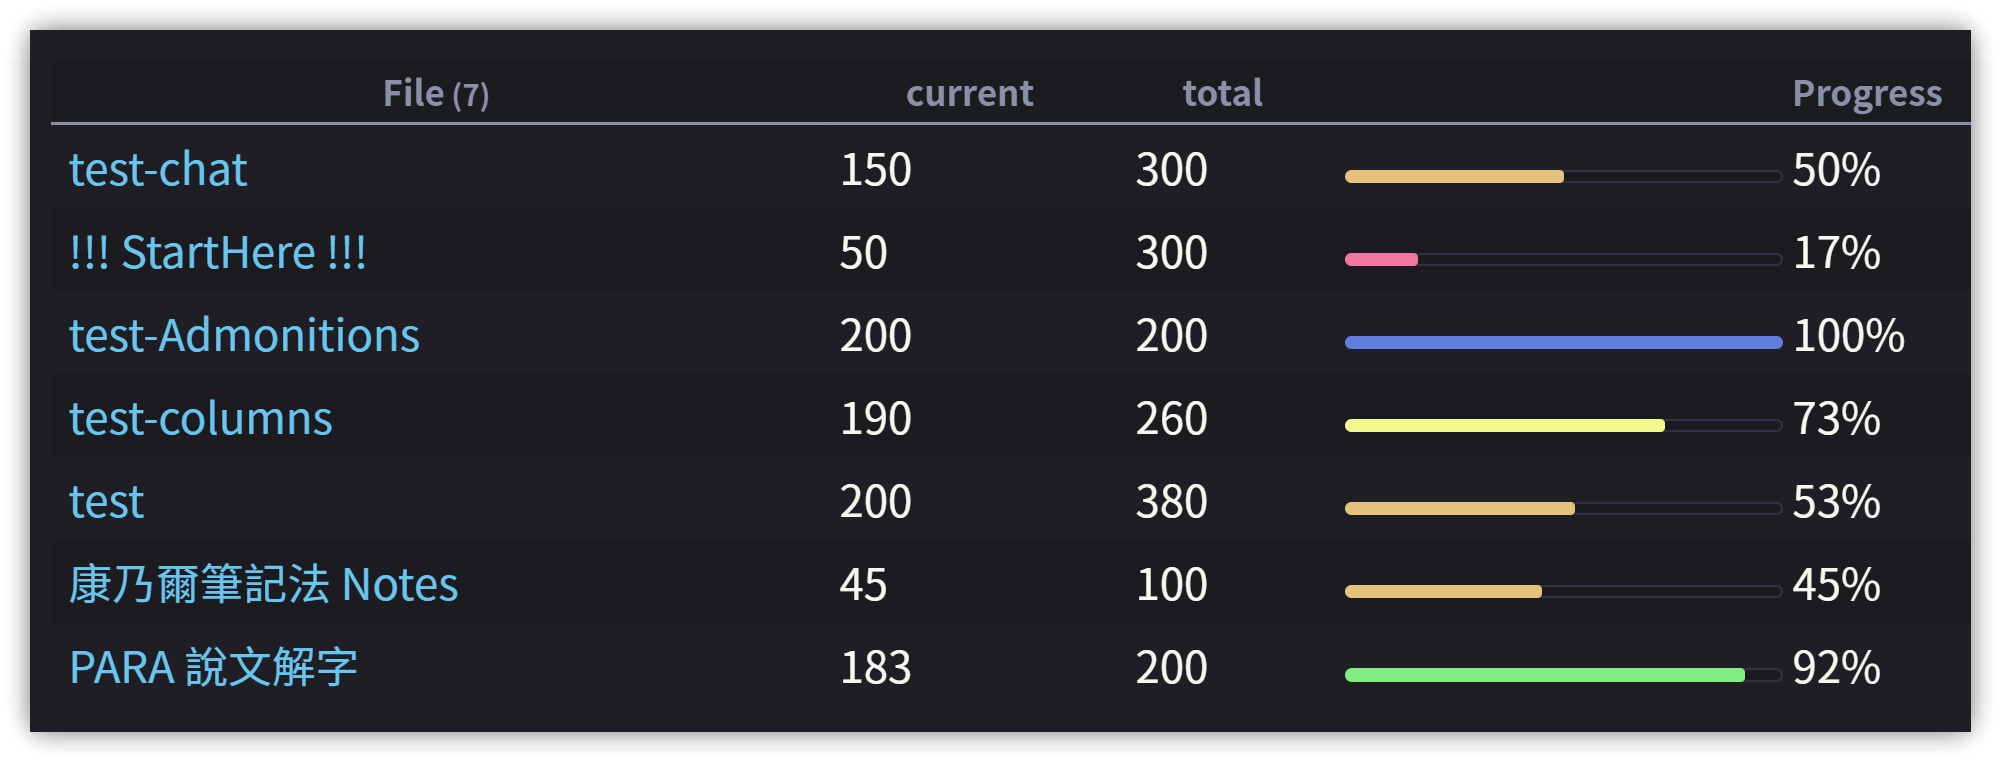 File (7) current total Progress
test-chat 150 300 50%
!!! StartHere !!! 50 300 17%
test-Admonitions 200 200 100%
test-columns 190 260 73%
test 200 380 53%
康乃爾筆記法 Notes 45 100 45%
PARA 說文解字 183 200 92%